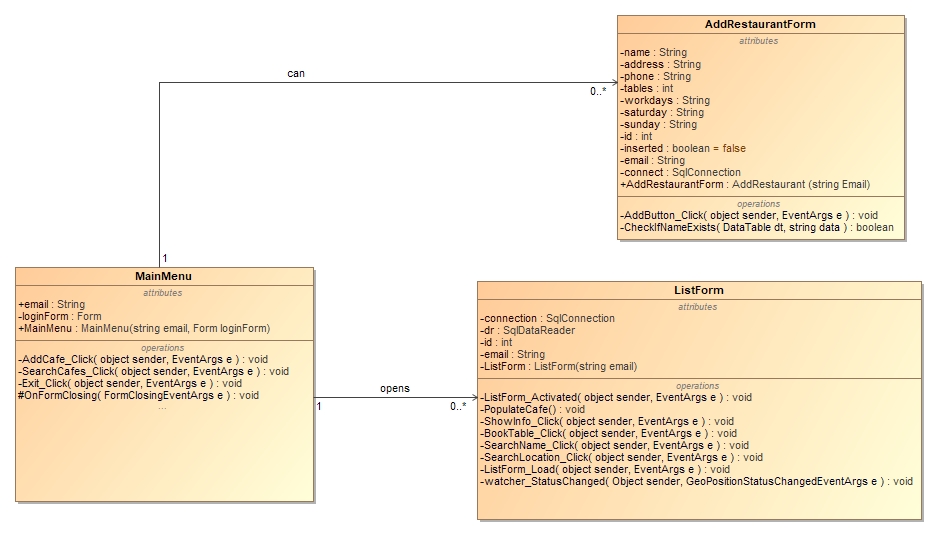 AddRestaurantForm
attributes
-name : String
-address : String
-phone : String
-tables : int
-workdays : String
-saturday : String
-sunday : String
-id : int
-inserted : boolean = false
-email : String
-connect : SqlConnection
+AddRestaurantForm : AddRestaurant (string Email)
operations
-AddButton_Click( object sender, EventArgs e ) : void
-CheckIfNameExists( DataTable dt, string data ) : boolean
can
0..*
1
MainMenu
attributes
+email : String
-loginForm : Form
+MainMenu : MainMenu(string email, Form loginForm)
operations
-AddCafe_Click( object sender, EventArgs e ) : void
-SearchCafes_Click( object sender, EventArgs e ) : void
-Exit_Click( object sender, EventArgs e ) : void
#OnFormClosing( FormClosingEventArgs e ) : void
...
opens
1
0..*
ListForm
attributes
-connection : SqlConnection
-dr : SqlDataReader
-id : int
-email : String
-ListForm : ListForm(string email)
operations
-ListForm_Activated( object sender, EventArgs e ) : void
-PopulateCafe() : void
-ShowInfo_Click( object sender, EventArgs e ) : void
-BookTable_Click( object sender, EventArgs e ) : void
-SearchName_Click( object sender, EventArgs e ) : void
-SearchLocation_Click( object sender, EventArgs e ) : void
-ListForm_Load( object sender, EventArgs e ) : void
-watcher_StatusChanged( Object sender, GeoPositionStatusChangedEventArgs e ) : void